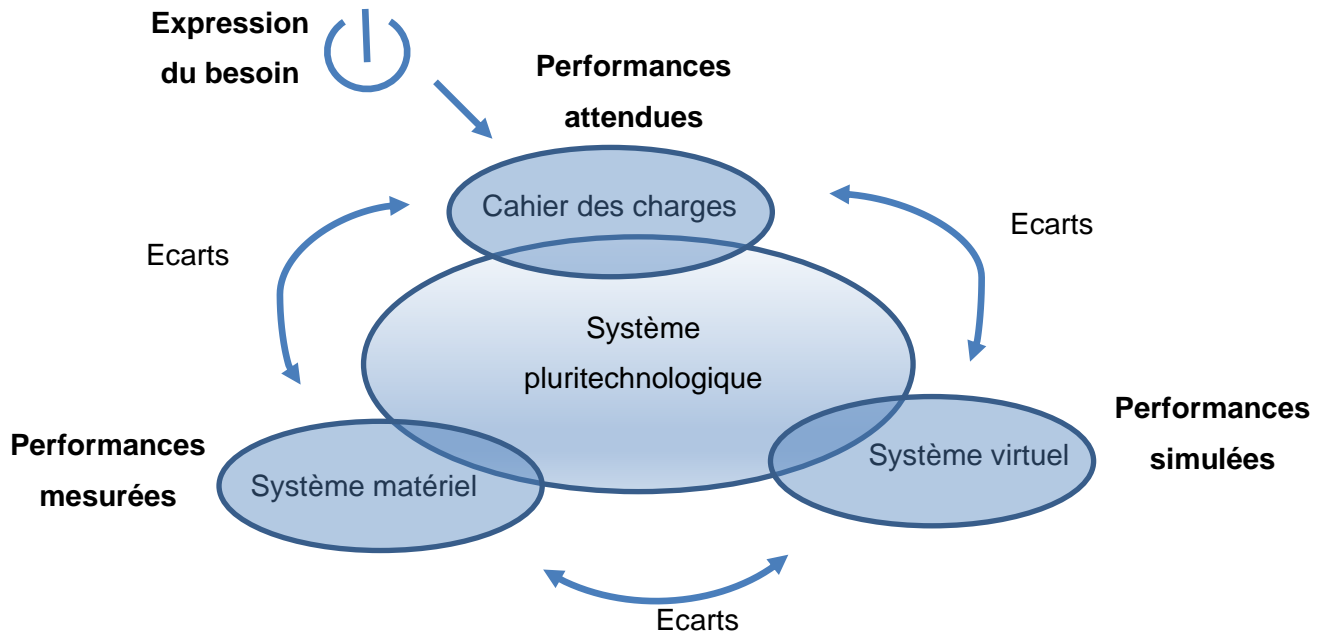 Expression
du besoin
Performances
attendues
Cahier des charges
Ecarts
Ecarts
Système
pluritechnologique
Performances
mesurées
Système matériel
Système virtuel
Performances
simulées
Ecarts